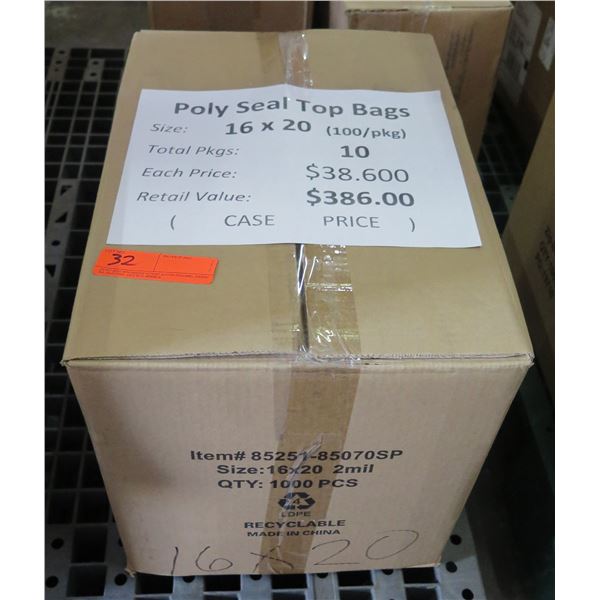 Poly Seal Top Bags
Size: 16 x 20 (100/pkg)
Total Pkgs: 10
Each Price: $38.600
Retail Value: $386.00
( CASE PRICE )
32
Item# 85251-85070SP
Size:16x20 2mil
QTY: 1000 PCS
4
LDPE
RECYCLABLE
MADE IN CHINA
16 x 20